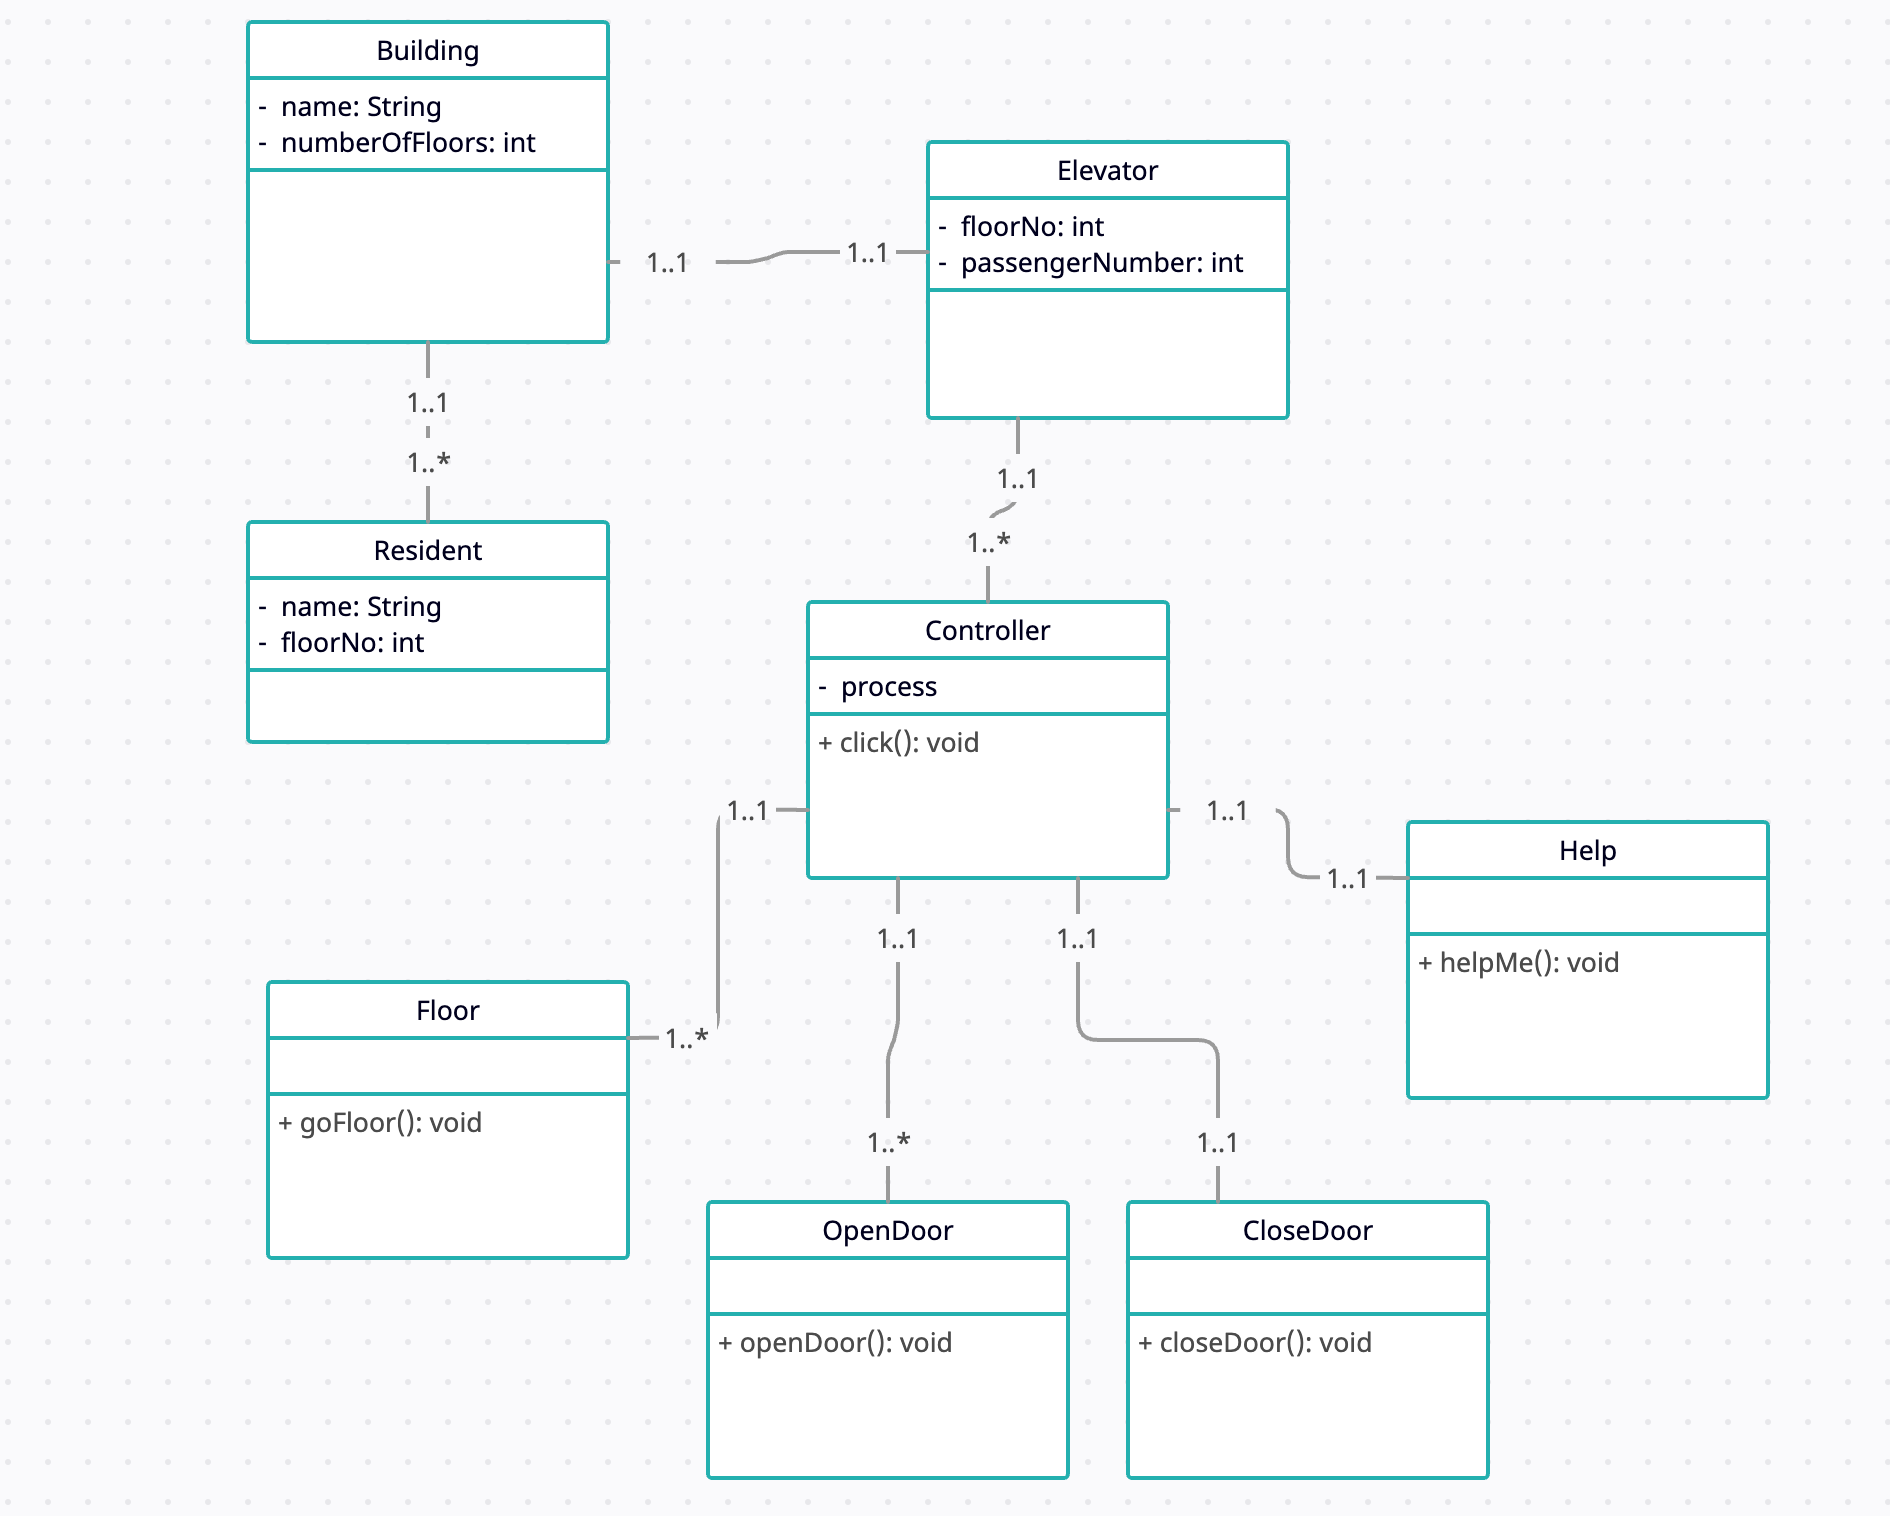 Building
- name: String
- numberOfFloors: int
Elevator
- floorNo: int
- passengerNumber: int
1..1
1..1
1..1
1..*
1..1
1..*
Resident
- name: String
- floorNo: int
Controller
- process
+ click(): void
1..1
1..1
1..1
Help
+ helpMe(): void
1..1
1..1
Floor
+ goFloor(): void
1..*
1..*
1..1
OpenDoor
+ openDoor(): void
CloseDoor
+ closeDoor(): void